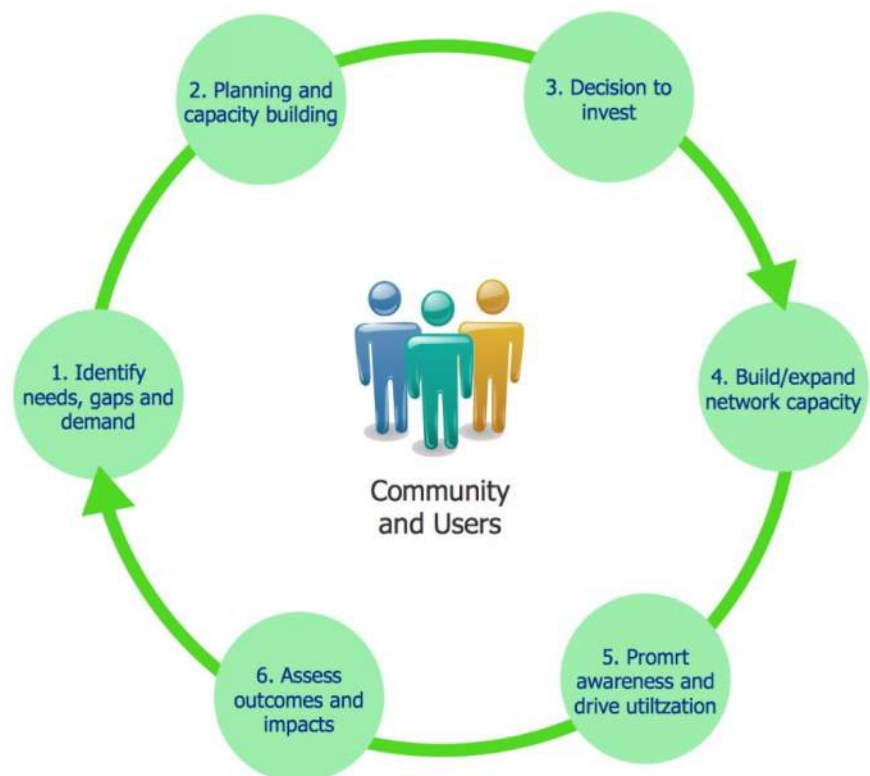 1. Identify
needs, gaps and
demand
2. Planning and
capacity building
3. Decision to
invest
4. Build/expand
network capacity
5. Promrt
awareness and
drive utiltzation
6. Assess
outcomes and
impacts
Community
and Users